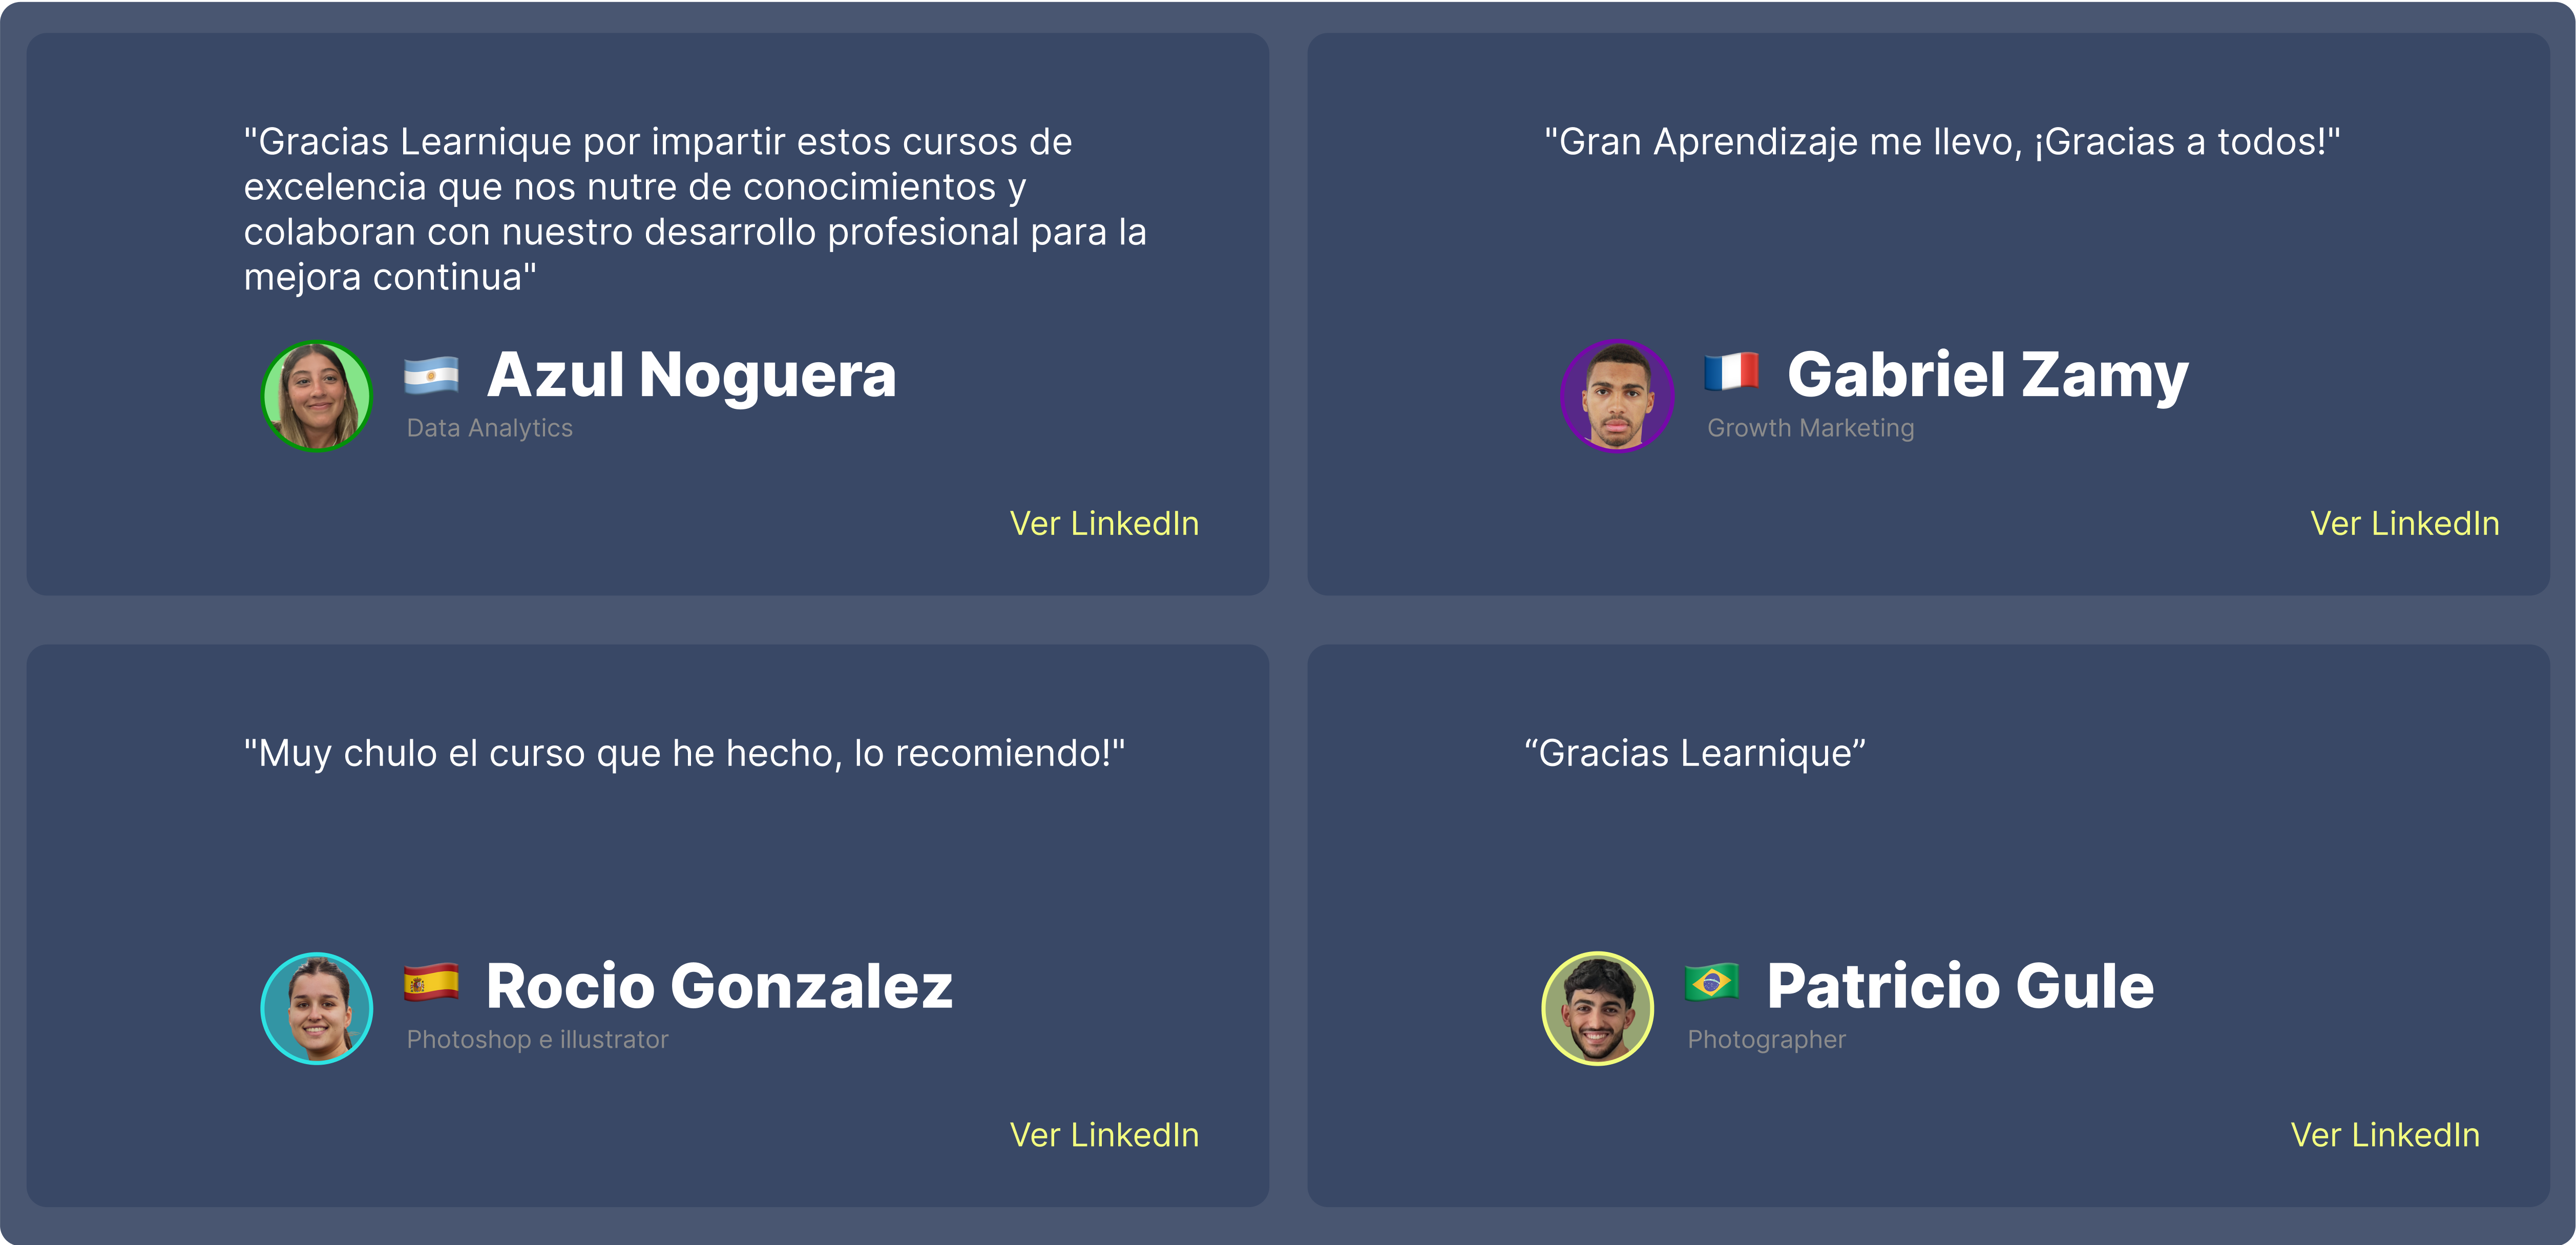 "Gracias Learnique por impartir estos cursos de
excelencia que nos nutre de conocimientos y
colaboran con nuestro desarrollo profesional para la
mejora continua"
Azul Noguera
Data Analytics
Ver LinkedIn
"Gran Aprendizaje me llevo, ¡Gracias a todos!"
Gabriel Zamy
Growth Marketing
Ver LinkedIn
"Muy chulo el curso que he hecho, lo recomiendo!"
Rocio Gonzalez
Photoshop e illustrator
Ver LinkedIn
“Gracias Learnique”
Patricio Gule
Photographer
Ver LinkedIn